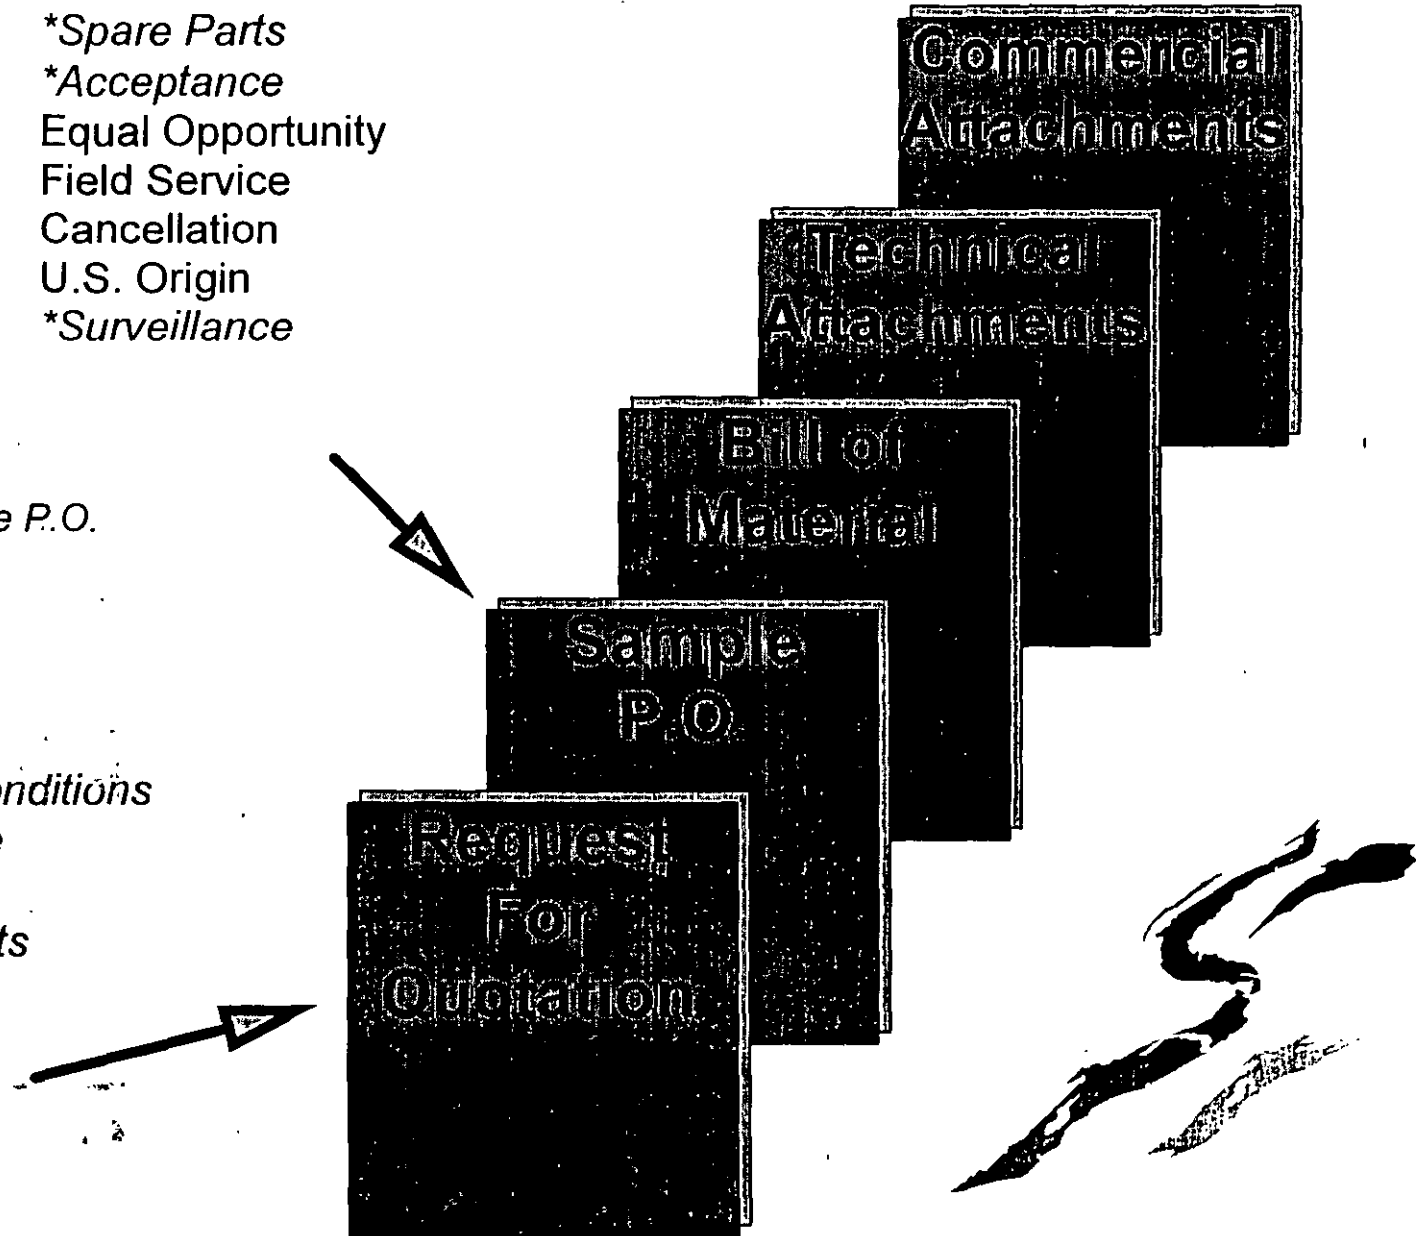 *Spare Parts
*Acceptance
Equal Opportunity
Field Service
Cancellation
U.S. Origin
*Surveillance
Commercial
Attachments
Technical
Attachments
Bill of
Material
e P.O.
Sample
P.O.
onditions
e
ts
Request
For
Quotation